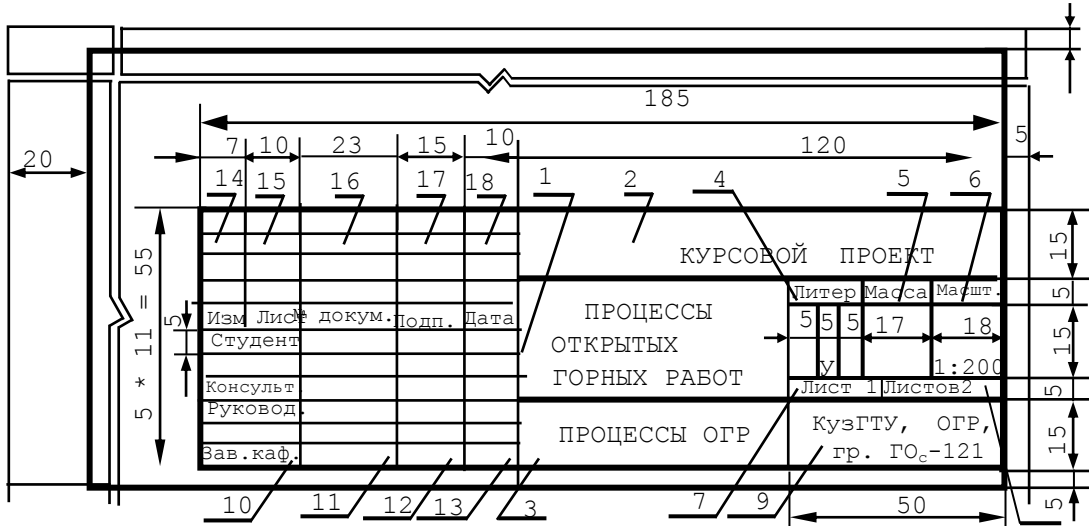 185
7 10 23 15 10 120 5
20
14 15 16 17 18 1 2 4 5 6
КУРСОВОЙ ПРОЕКТ
15
5 * 11 = 55
5
Литер Масса Масшт.
5
Изм Лист № докум. Подп. Дата
ПРОЦЕССЫ
ОТКРЫТЫХ
ГОРНЫХ РАБОТ
5 5 5 17 18
15
Студент
У 1:200
Консульт.
Лист 1 Листов2
5
Руковод.
ПРОЦЕССЫ ОГР
КузГТУ, ОГР,
гр. ГОс-121
15
Зав.каф.
10 11 12 13 3 7 9 50
5